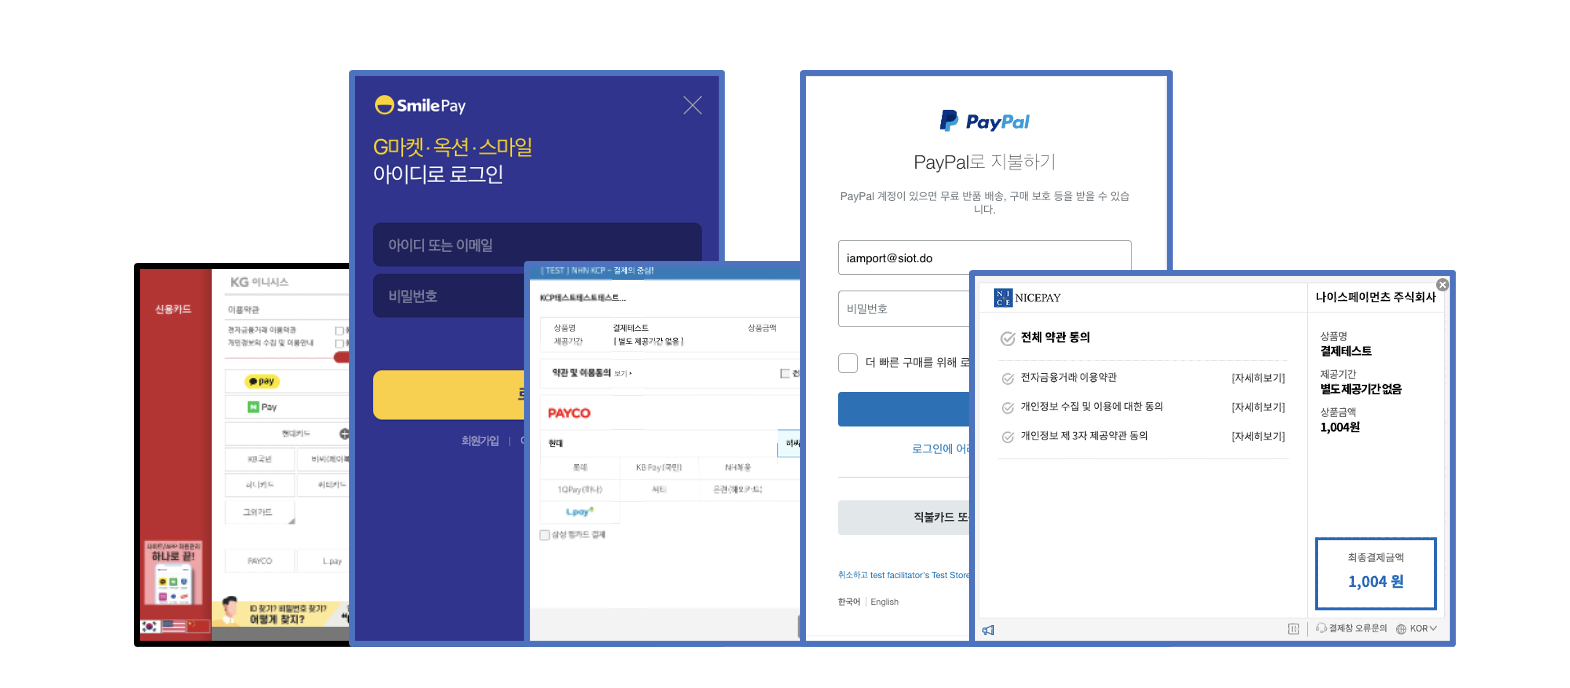 신용카드
사이트/APP 회원관리
하나로 끝!
KG 이니시스
이용약관
전자금융거래 이용약관
개인정보의 수집 및 이용안내
pay
N Pay
현대카드
KB국민
비씨(페이북
하나카드
씨티카드
그외카드
PAYCO
L.pay
ID 찾기? 비밀번호 찾기?
어떻게 찾지?
SmilePay
G마켓·옥션·스마일
아이디로 로그인
아이디 또는 이메일
비밀번호
회원가입
[ TEST ] NHN KCP - 결제의 중심!
KCP테스트테스트테스트...
상품명 결제테스트 상품금액
제공기간 [ 별도 제공기간 없음 ]
약관 및 이용동의 보기 ▸
PAYCO
현대
롯데 KB Pay(국민) NH채움
1QPay(하나) 씨티 은련(해외카드)
L.pay
삼성 펌카드 결제
PayPal
PayPal로 지불하기
PayPal 계정이 있으면 무료 반품 배송, 구매 보호 등을 받을 수 있습
니다.
iamport@siot.do
비밀번호
더 빠른 구매를 위해
로그인에
직불카드
취소하고 test facilitator's Test Store
한국어 | English
NICE NICEPAY
전체 약관 동의
전자금융거래 이용약관 [자세히보기]
개인정보 수집 및 이용에 대한 동의 [자세히보기]
개인정보 제 3자 제공약관 동의 [자세히보기]
나이스페이먼츠 주식회사
상품명
결제테스트
제공기간
별도 제공기간 없음
상품금액
1,004원
최종결제금액
1,004 원
결제창 오류문의 KOR